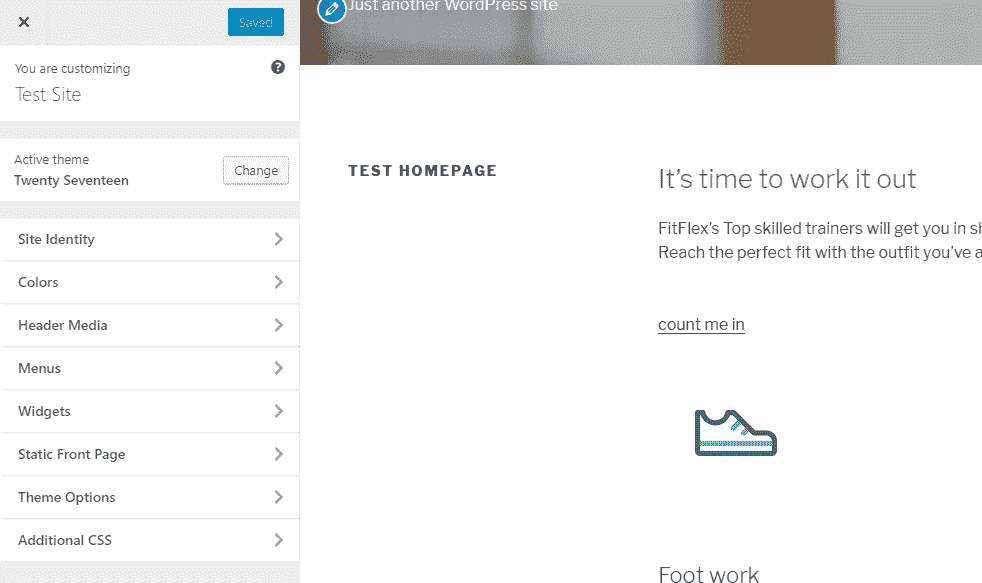 Saved
You are customizing
Test Site
Active theme
Twenty Seventeen
Change
Site Identity
Colors
Header Media
Menus
Widgets
Static Front Page
Theme Options
Additional CSS
Just another WordPress site
TEST HOMEPAGE
It’s time to work it out
FitFlex’s Top skilled trainers will get you in
Reach the perfect fit with the outfit you’ve
count me in
Foot work